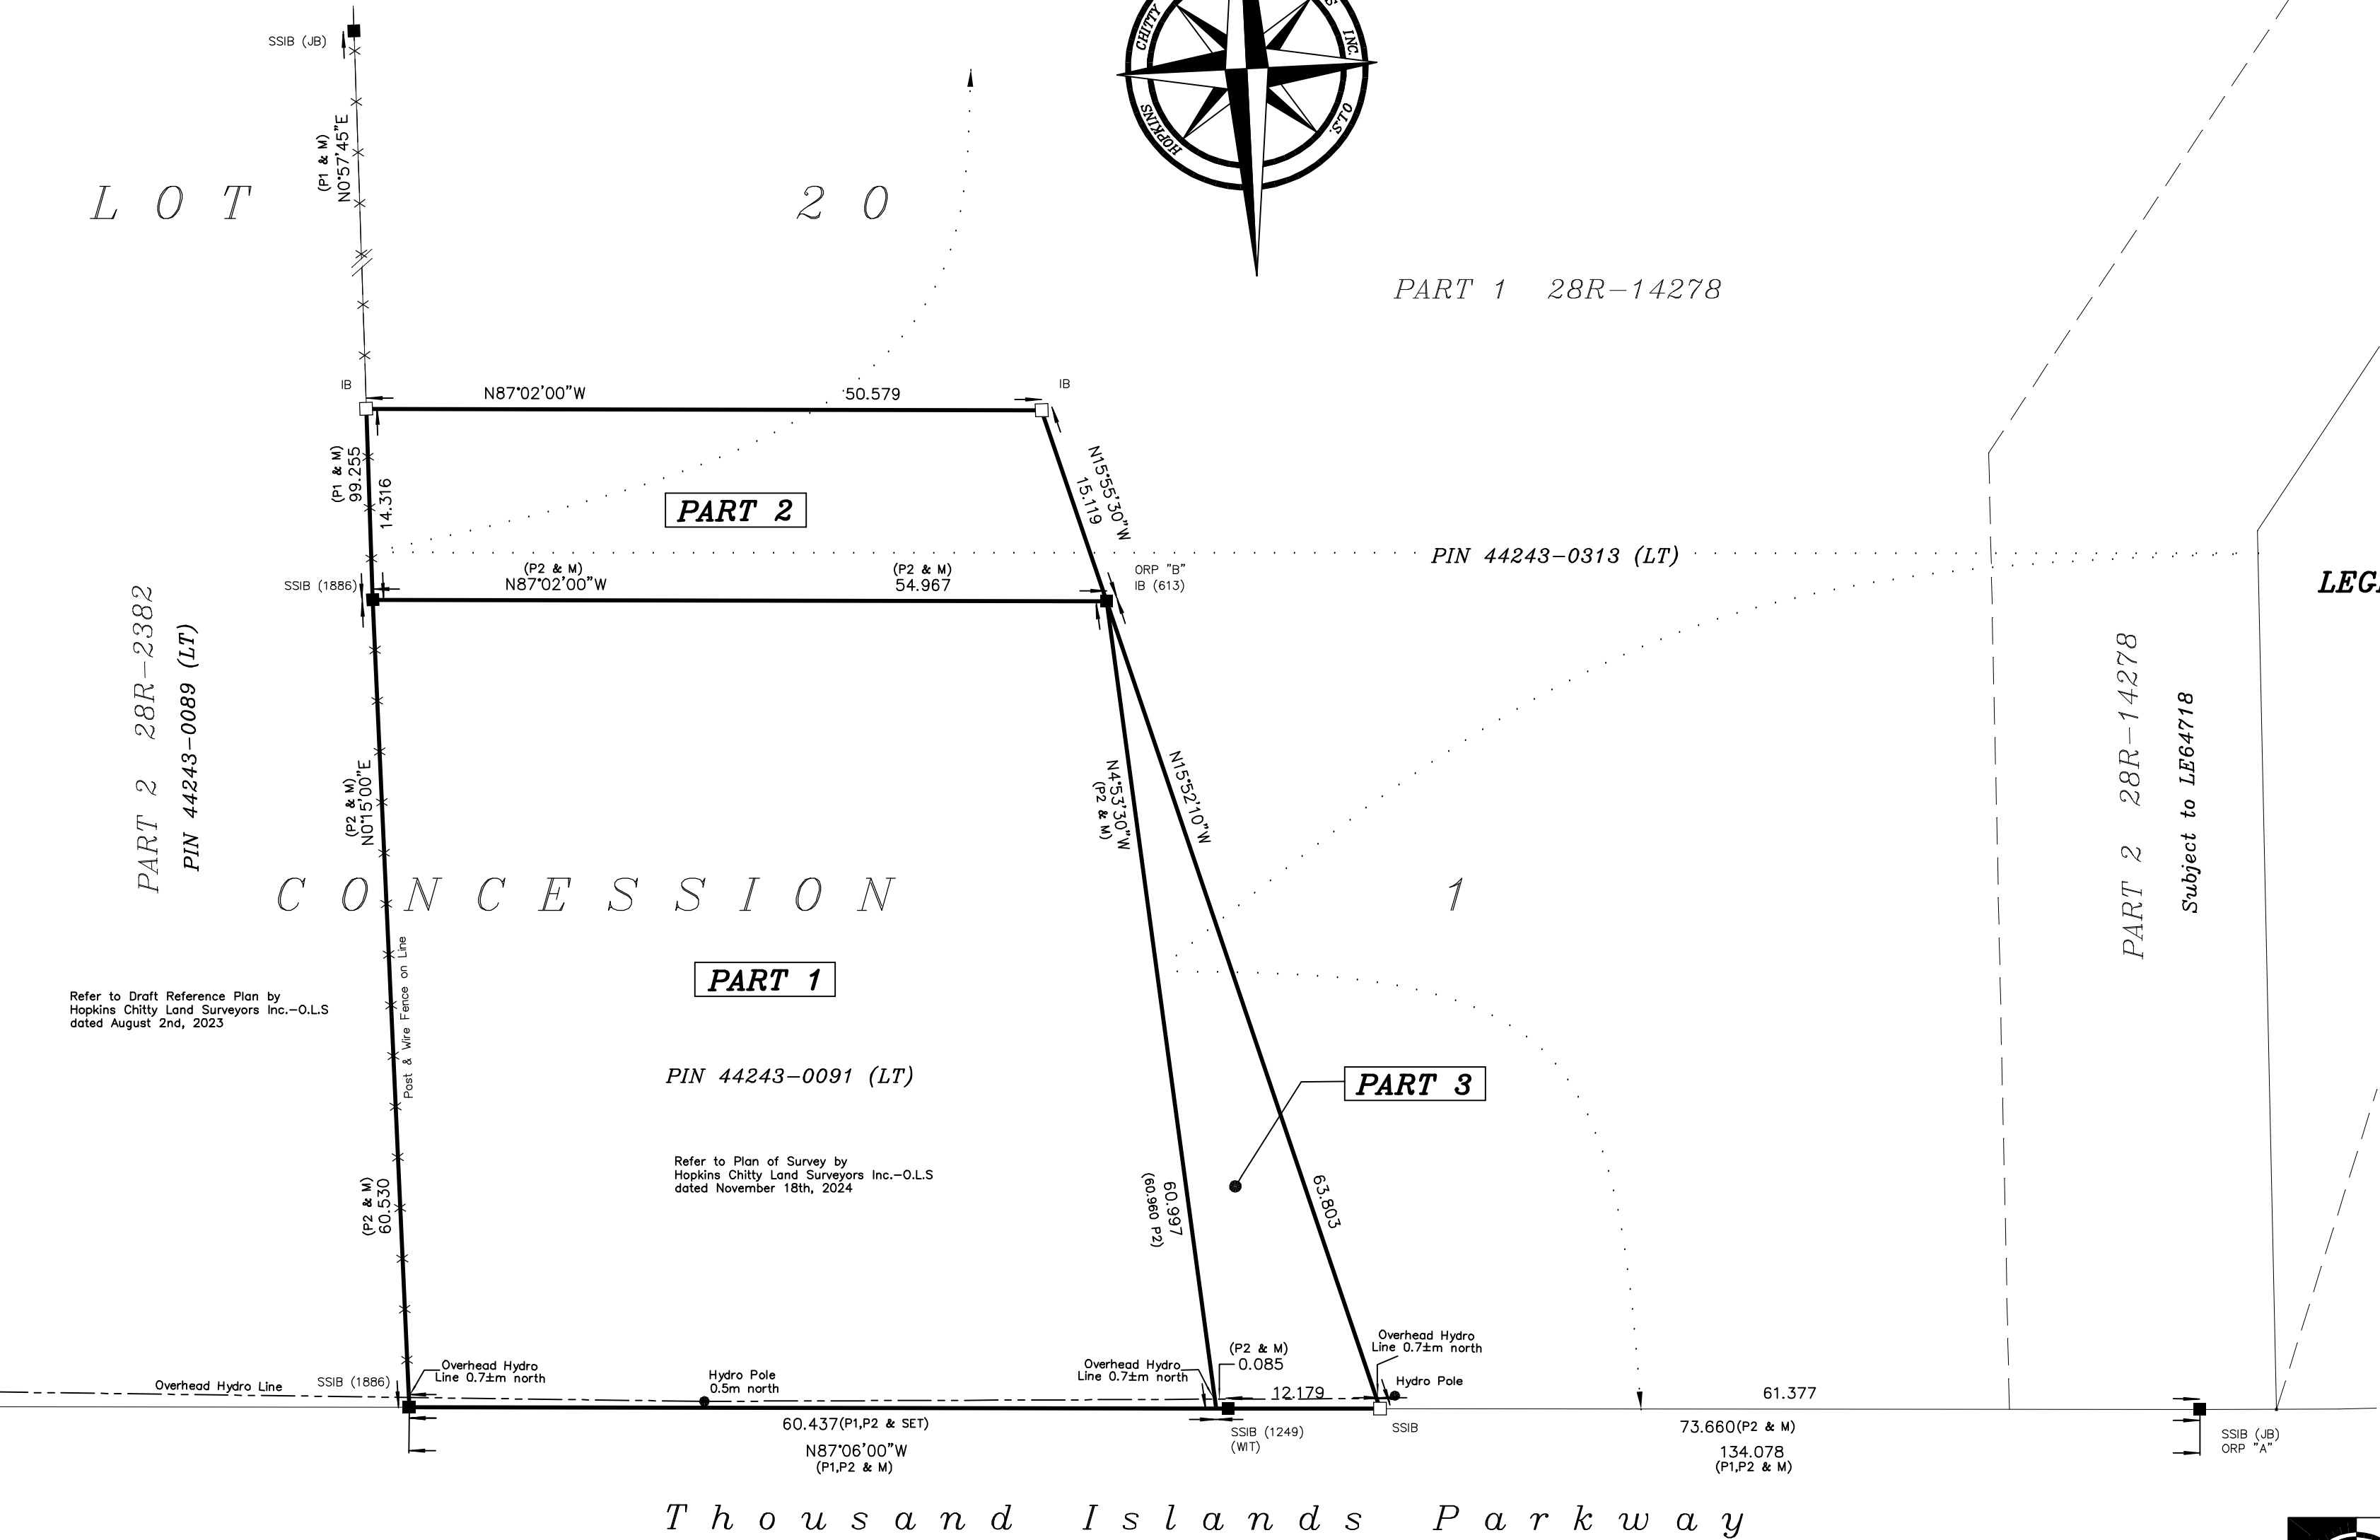 SSIB (JB)
(P1 & M)
N0°57'45"E
CHITTY
INC.
O.L.S.
HOPKINS
LOT 20
PART 1 28R-14278
IB
N87°02'00"W
50.579
IB
(P1 & M)
99.255
14.316
N15°55'30"W
15.119
PART 2
PIN 44243-0313 (LT)
SSIB (1886)
(P2 & M)
N87°02'00"W
(P2 & M)
54.967
ORP "B"
IB (613)
LEG
PART 2 28R-2382
PIN 44243-0089 (LT)
PART 2 28R-14278
Subject to LE64718
(P2 & M)
N0°15'00"E
N4°53'30"W
(P2 & M)
N15°52'10"W
CONCESSION 1
Post & Wire Fence on Line
PART 1
Refer to Draft Reference Plan by
Hopkins Chitty Land Surveyors Inc.-O.L.S
dated August 2nd, 2023
PIN 44243-0091 (LT)
PART 3
Refer to Plan of Survey by
Hopkins Chitty Land Surveyors Inc.-O.L.S
dated November 18th, 2024
(P2 & M)
60.530
60.997
(60.960 P2)
63.803
Overhead Hydro Line
SSIB (1886)
Overhead Hydro
Line 0.7±m north
Hydro Pole
0.5m north
Overhead Hydro
Line 0.7±m north
(P2 & M)
0.085
Overhead Hydro
Line 0.7±m north
12.179
Hydro Pole
61.377
60.437(P1,P2 & SET)
N87°06'00"W
(P1,P2 & M)
SSIB (1249)
(WIT)
SSIB
73.660(P2 & M)
134.078
(P1,P2 & M)
SSIB (JB)
ORP "A"
Thousand Islands Parkway